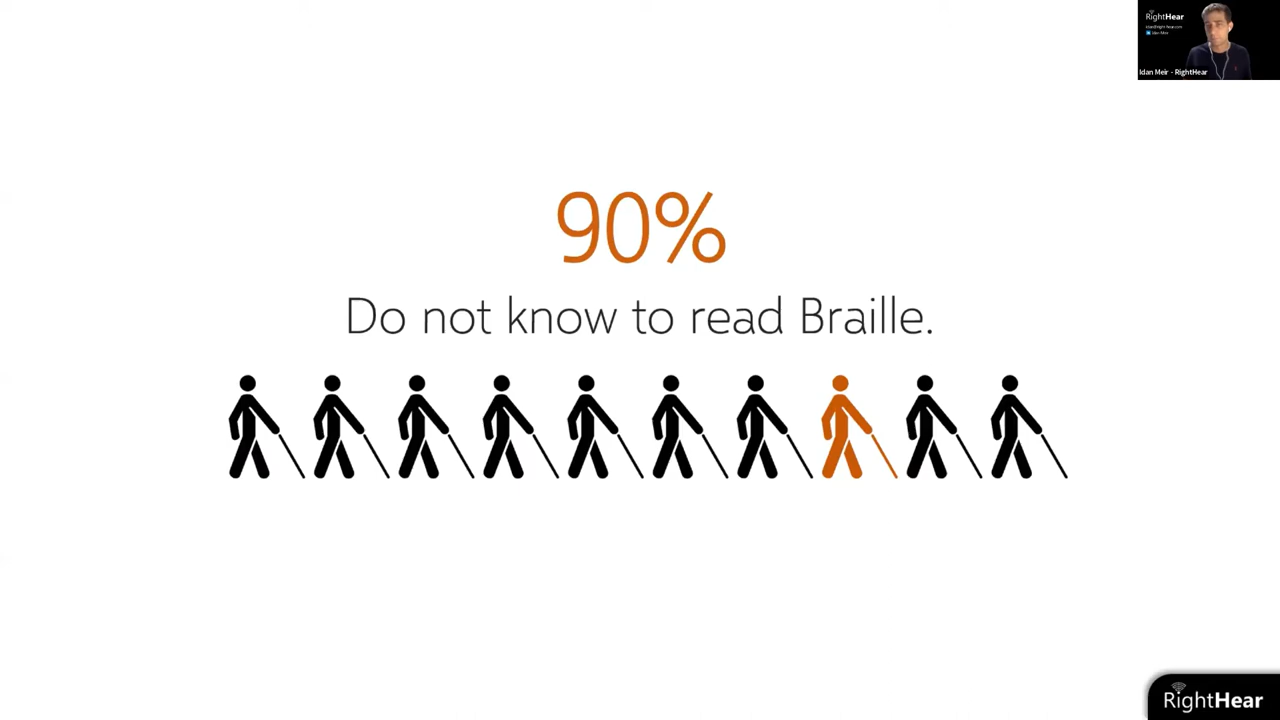 RightHear
Idan Meir - RightHear
90%
Do not know to read Braille.
RightHear